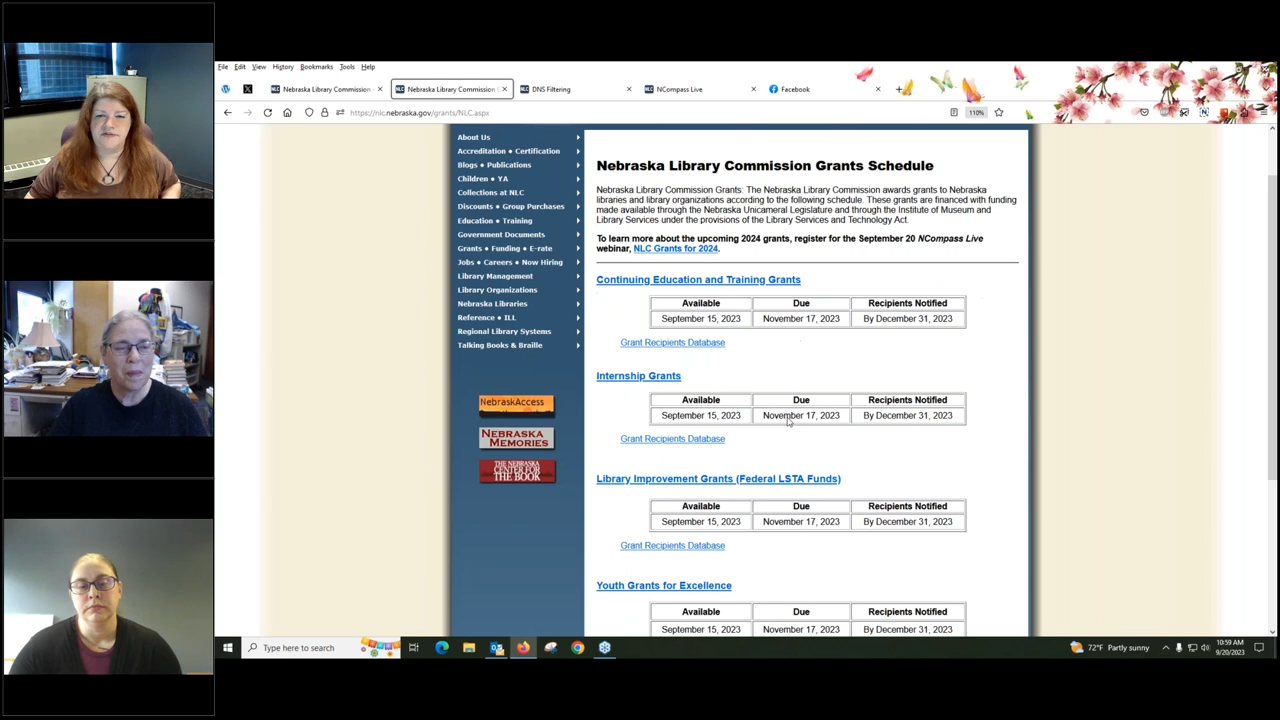 File Edit View History Bookmarks Tools Help
Nebraska Library Commission - Nebraska Library Commission DNS Filtering NCompass Live Facebook
https://nlc.nebraska.gov/grants/NLC.aspx 110%
About Us
Accreditation • Certification
Blogs • Publications
Children • YA
Collections at NLC
Discounts • Group Purchases
Education • Training
Government Documents
Grants • Funding • E-rate
Jobs • Careers • Now Hiring
Library Management
Library Organizations
Nebraska Libraries
Reference • ILL
Regional Library Systems
Talking Books & Braille
NebraskAccess
NEBRASKA
MEMORIES
THE NEBRASKA
CENTER FOR
THE BOOK
Nebraska Library Commission Grants Schedule
Nebraska Library Commission Grants: The Nebraska Library Commission awards grants to Nebraska
libraries and library organizations according to the following schedule. These grants are financed with funding
made available through the Nebraska Unicameral Legislature and through the Institute of Museum and
Library Services under the provisions of the Library Services and Technology Act.
To learn more about the upcoming 2024 grants, register for the September 20 NCompass Live
webinar, NLC Grants for 2024.
Continuing Education and Training Grants
Available Due Recipients Notified
September 15, 2023 November 17, 2023 By December 31, 2023
Grant Recipients Database
Internship Grants
Available Due Recipients Notified
September 15, 2023 November 17, 2023 By December 31, 2023
Grant Recipients Database
Library Improvement Grants (Federal LSTA Funds)
Available Due Recipients Notified
September 15, 2023 November 17, 2023 By December 31, 2023
Grant Recipients Database
Youth Grants for Excellence
Available Due Recipients Notified
September 15, 2023 November 17, 2023 By December 31, 2023
Type here to search 72°F Partly sunny 10:59 AM
9/20/2023